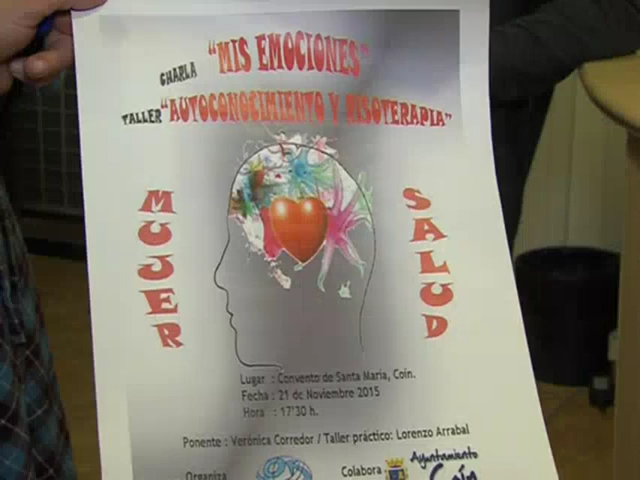 CHARLA "MIS EMOCIONES"
TALLER "AUTOCONOCIMIENTO Y RISOTERAPIA"
MUJER
SALUD
Lugar : Convento de Santa María, Coín.
Fecha : 21 de Noviembre 2015
Hora : 17'30 h.
Ponente : Verónica Corredor / Taller práctico: Lorenzo Arrabal
Organiza
Colabora
Ayuntamiento
Coín